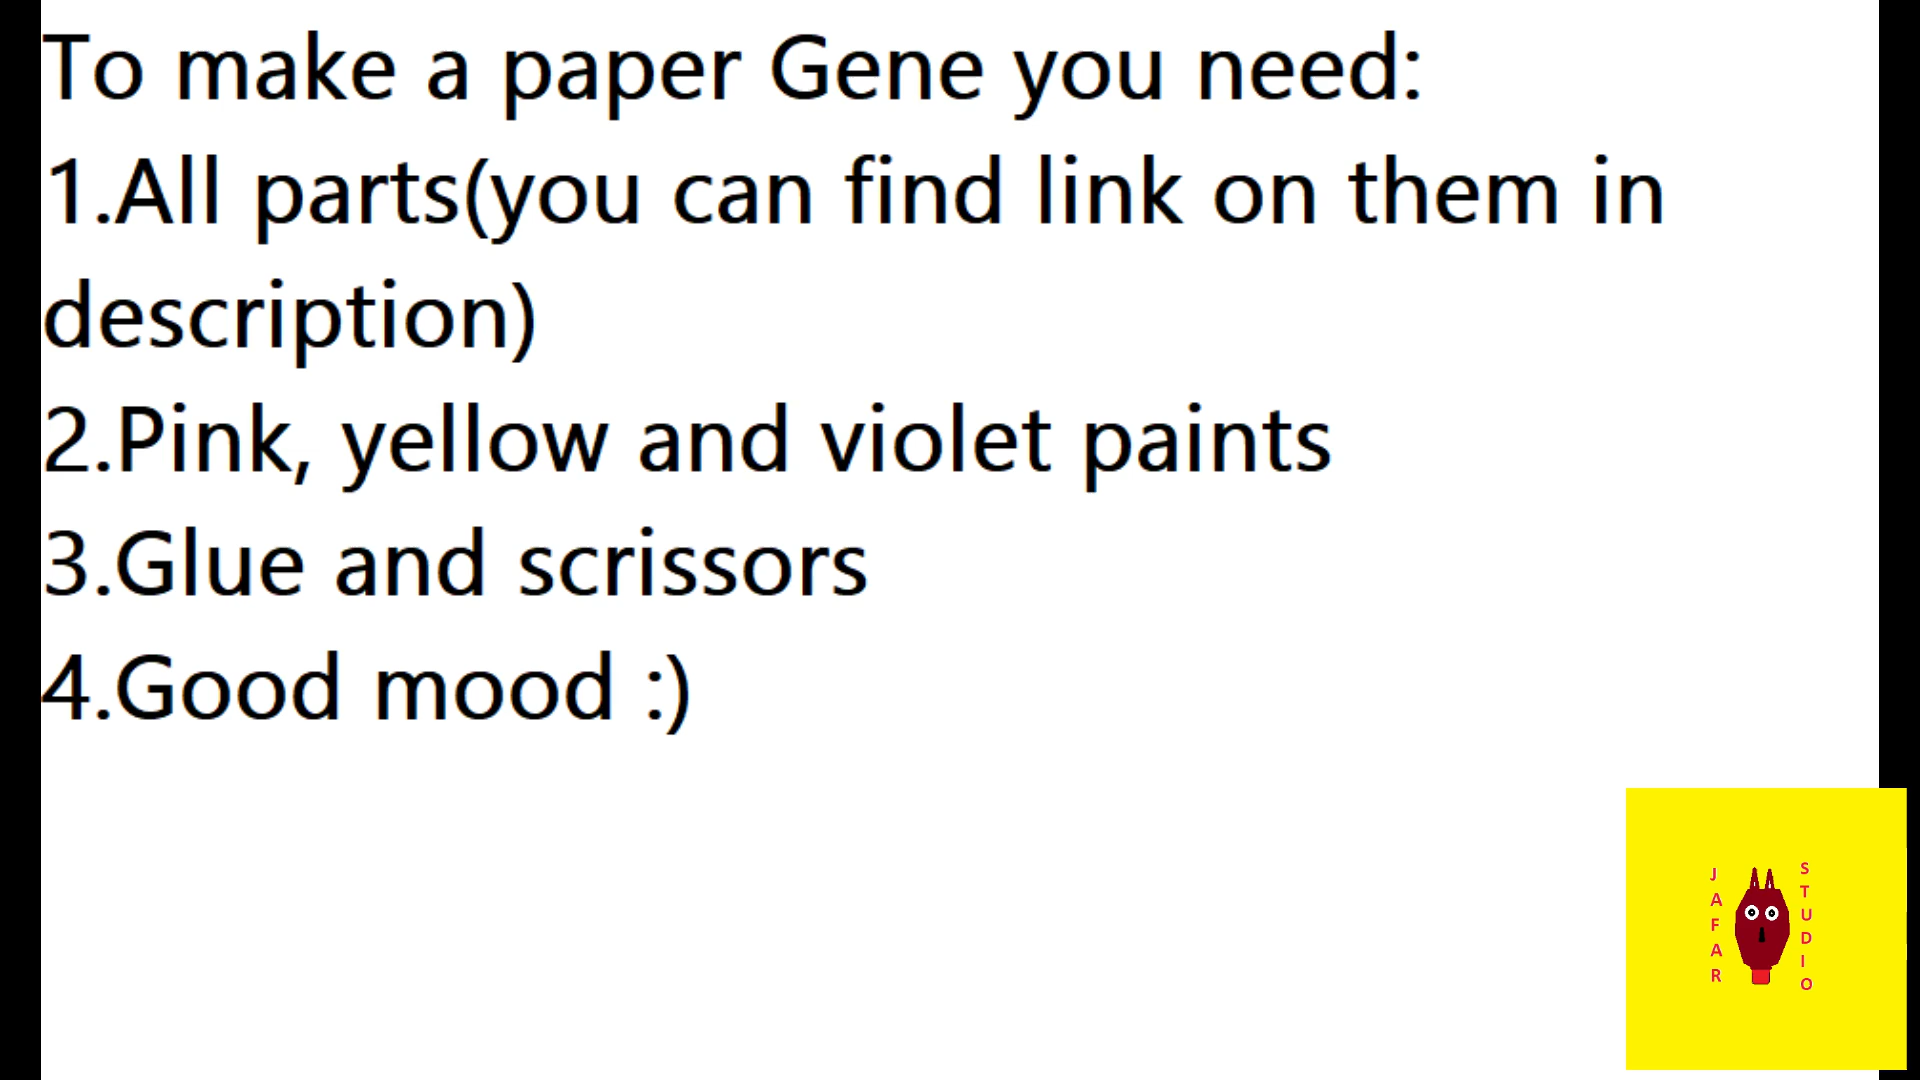 To make a paper Gene you need:
1.All parts(you can find link on them in
description)
2.Pink, yellow and violet paints
3.Glue and scrissors
4.Good mood :)
JAFAR
STUDIO